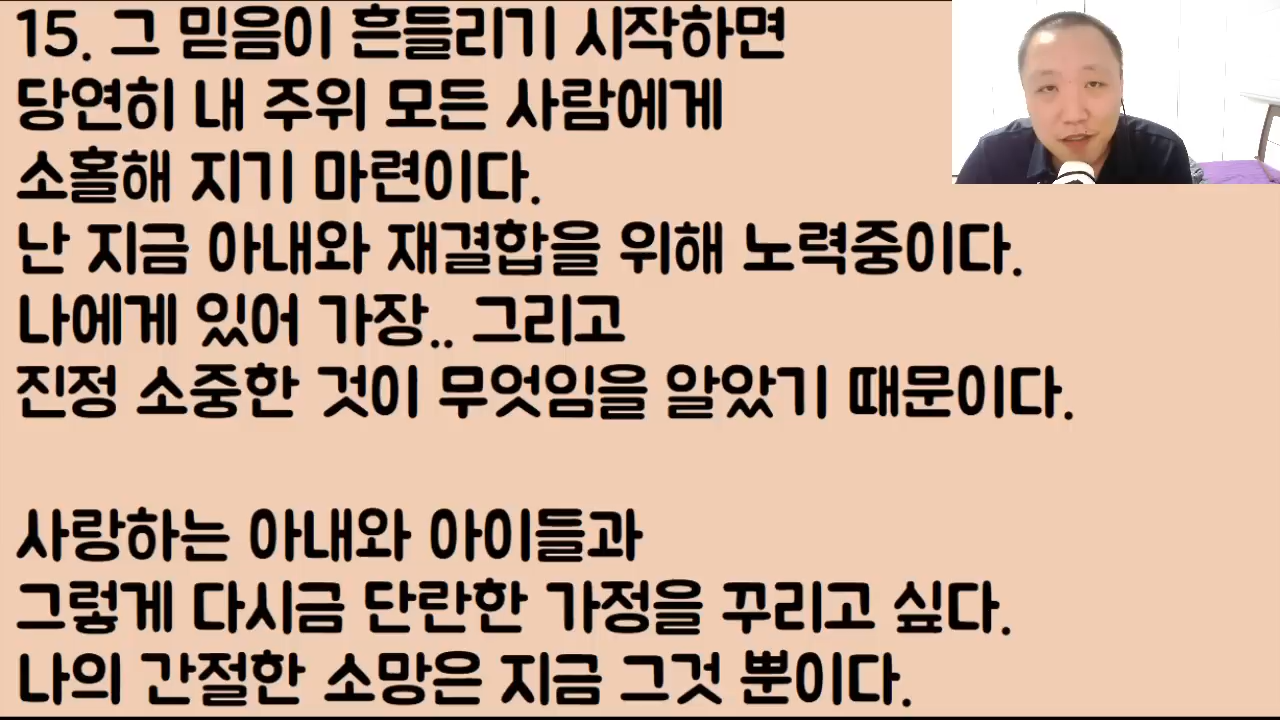 15. 그 믿음이 흔들리기 시작하면
당연히 내 주위 모든 사람에게
소홀해 지기 마련이다.
난 지금 아내와 재결합을 위해 노력중이다.
나에게 있어 가장.. 그리고
진정 소중한 것이 무엇임을 알았기 때문이다.
사랑하는 아내와 아이들과
그렇게 다시금 단란한 가정을 꾸리고 싶다.
나의 간절한 소망은 지금 그것 뿐이다.